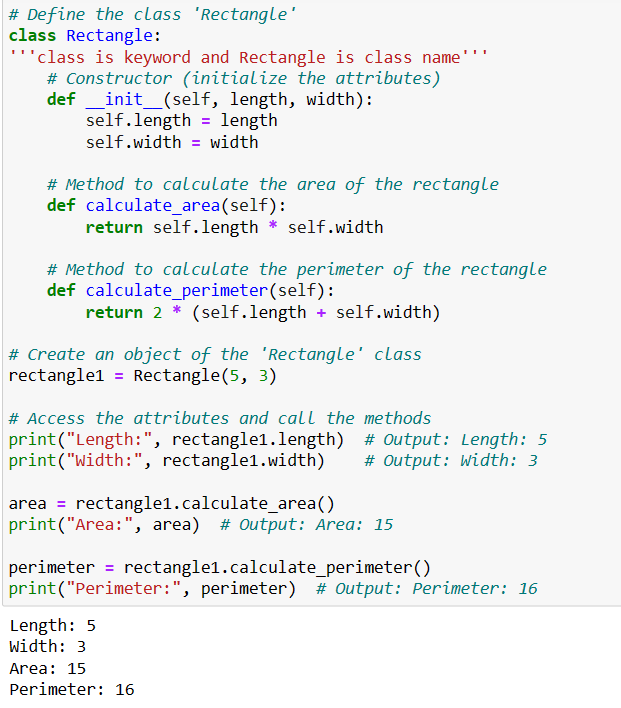 # Define the class 'Rectangle'
class Rectangle:
'''class is keyword and Rectangle is class name'''
    # Constructor (initialize the attributes)
    def __init__(self, length, width):
        self.length = length
        self.width = width

    # Method to calculate the area of the rectangle
    def calculate_area(self):
        return self.length * self.width

    # Method to calculate the perimeter of the rectangle
    def calculate_perimeter(self):
        return 2 * (self.length + self.width)

# Create an object of the 'Rectangle' class
rectangle1 = Rectangle(5, 3)

# Access the attributes and call the methods
print("Length:", rectangle1.length)  # Output: Length: 5
print("Width:", rectangle1.width)    # Output: Width: 3

area = rectangle1.calculate_area()
print("Area:", area)  # Output: Area: 15

perimeter = rectangle1.calculate_perimeter()
print("Perimeter:", perimeter)  # Output: Perimeter: 16

Length: 5
Width: 3
Area: 15
Perimeter: 16